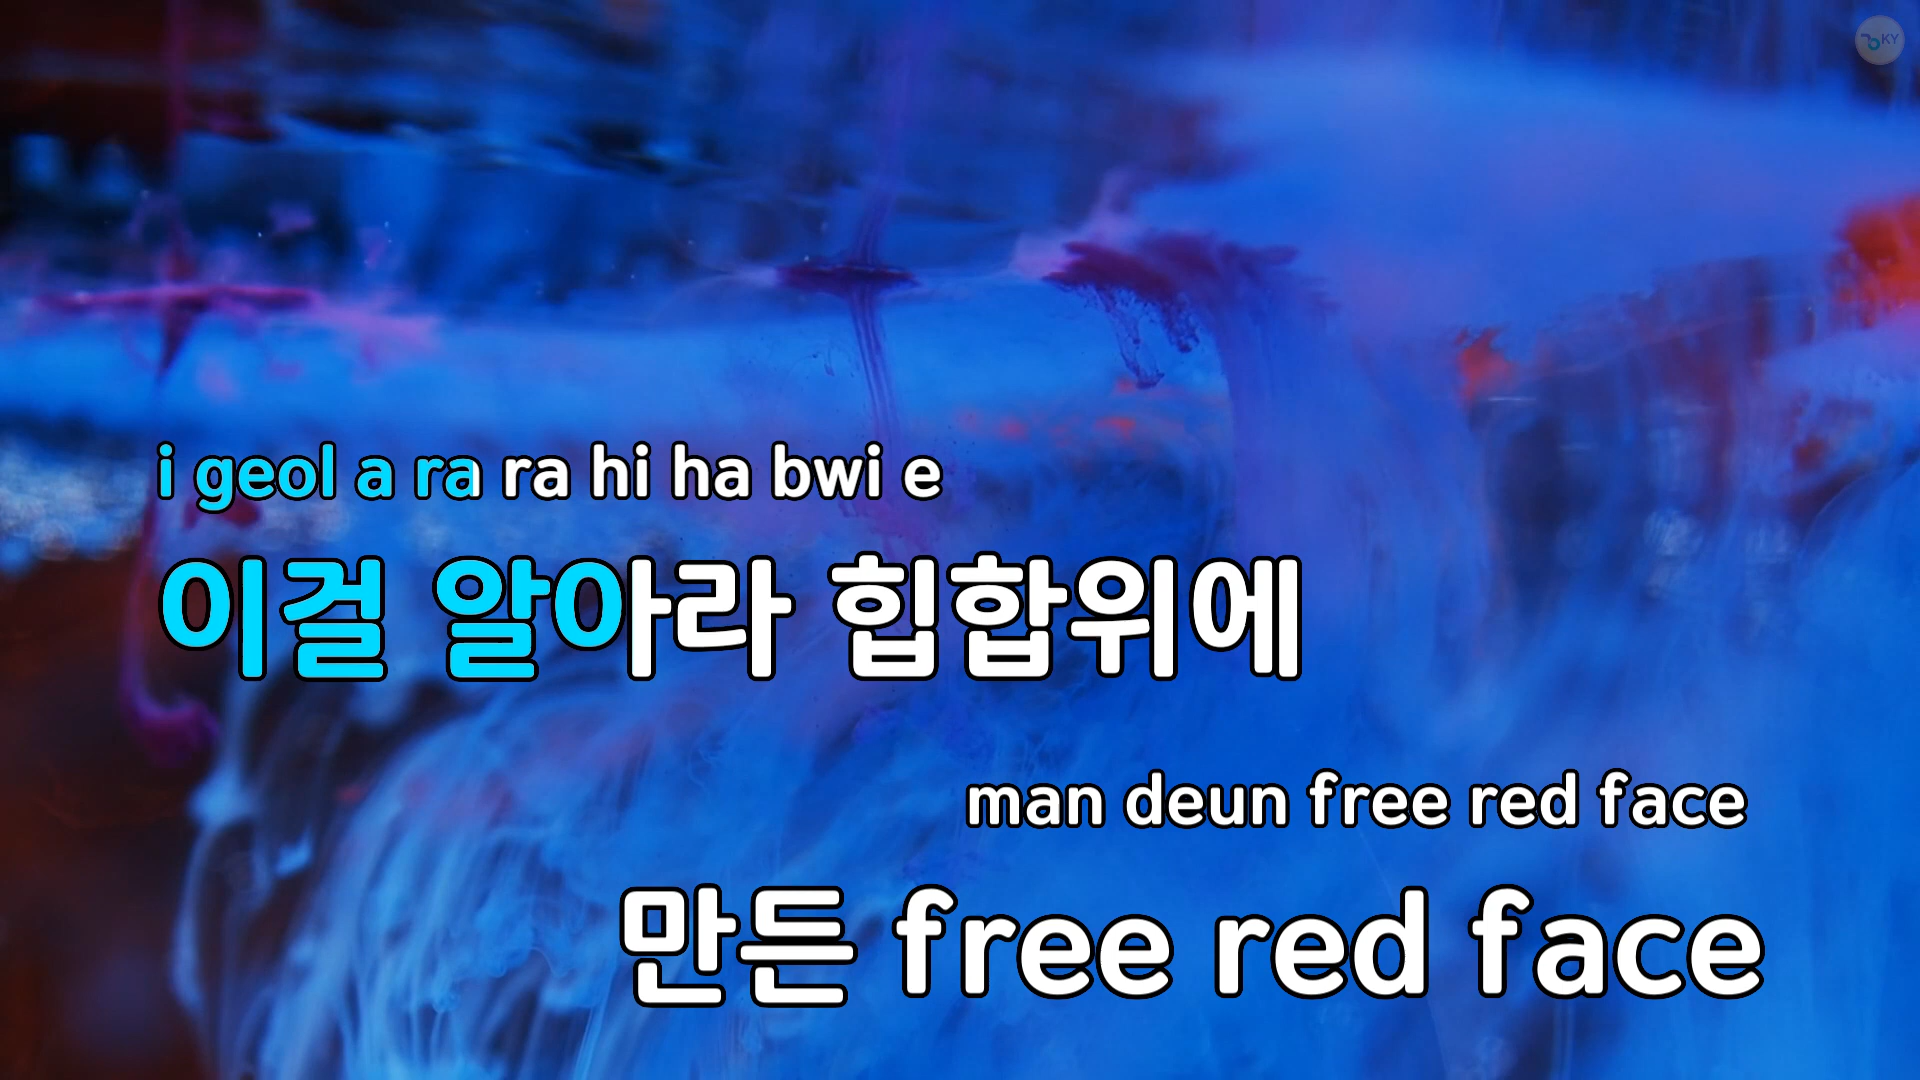 KY
i geol a ra ra hi ha bwi e
이걸 알아라 힙합위에
man deun free red face
만든 free red face